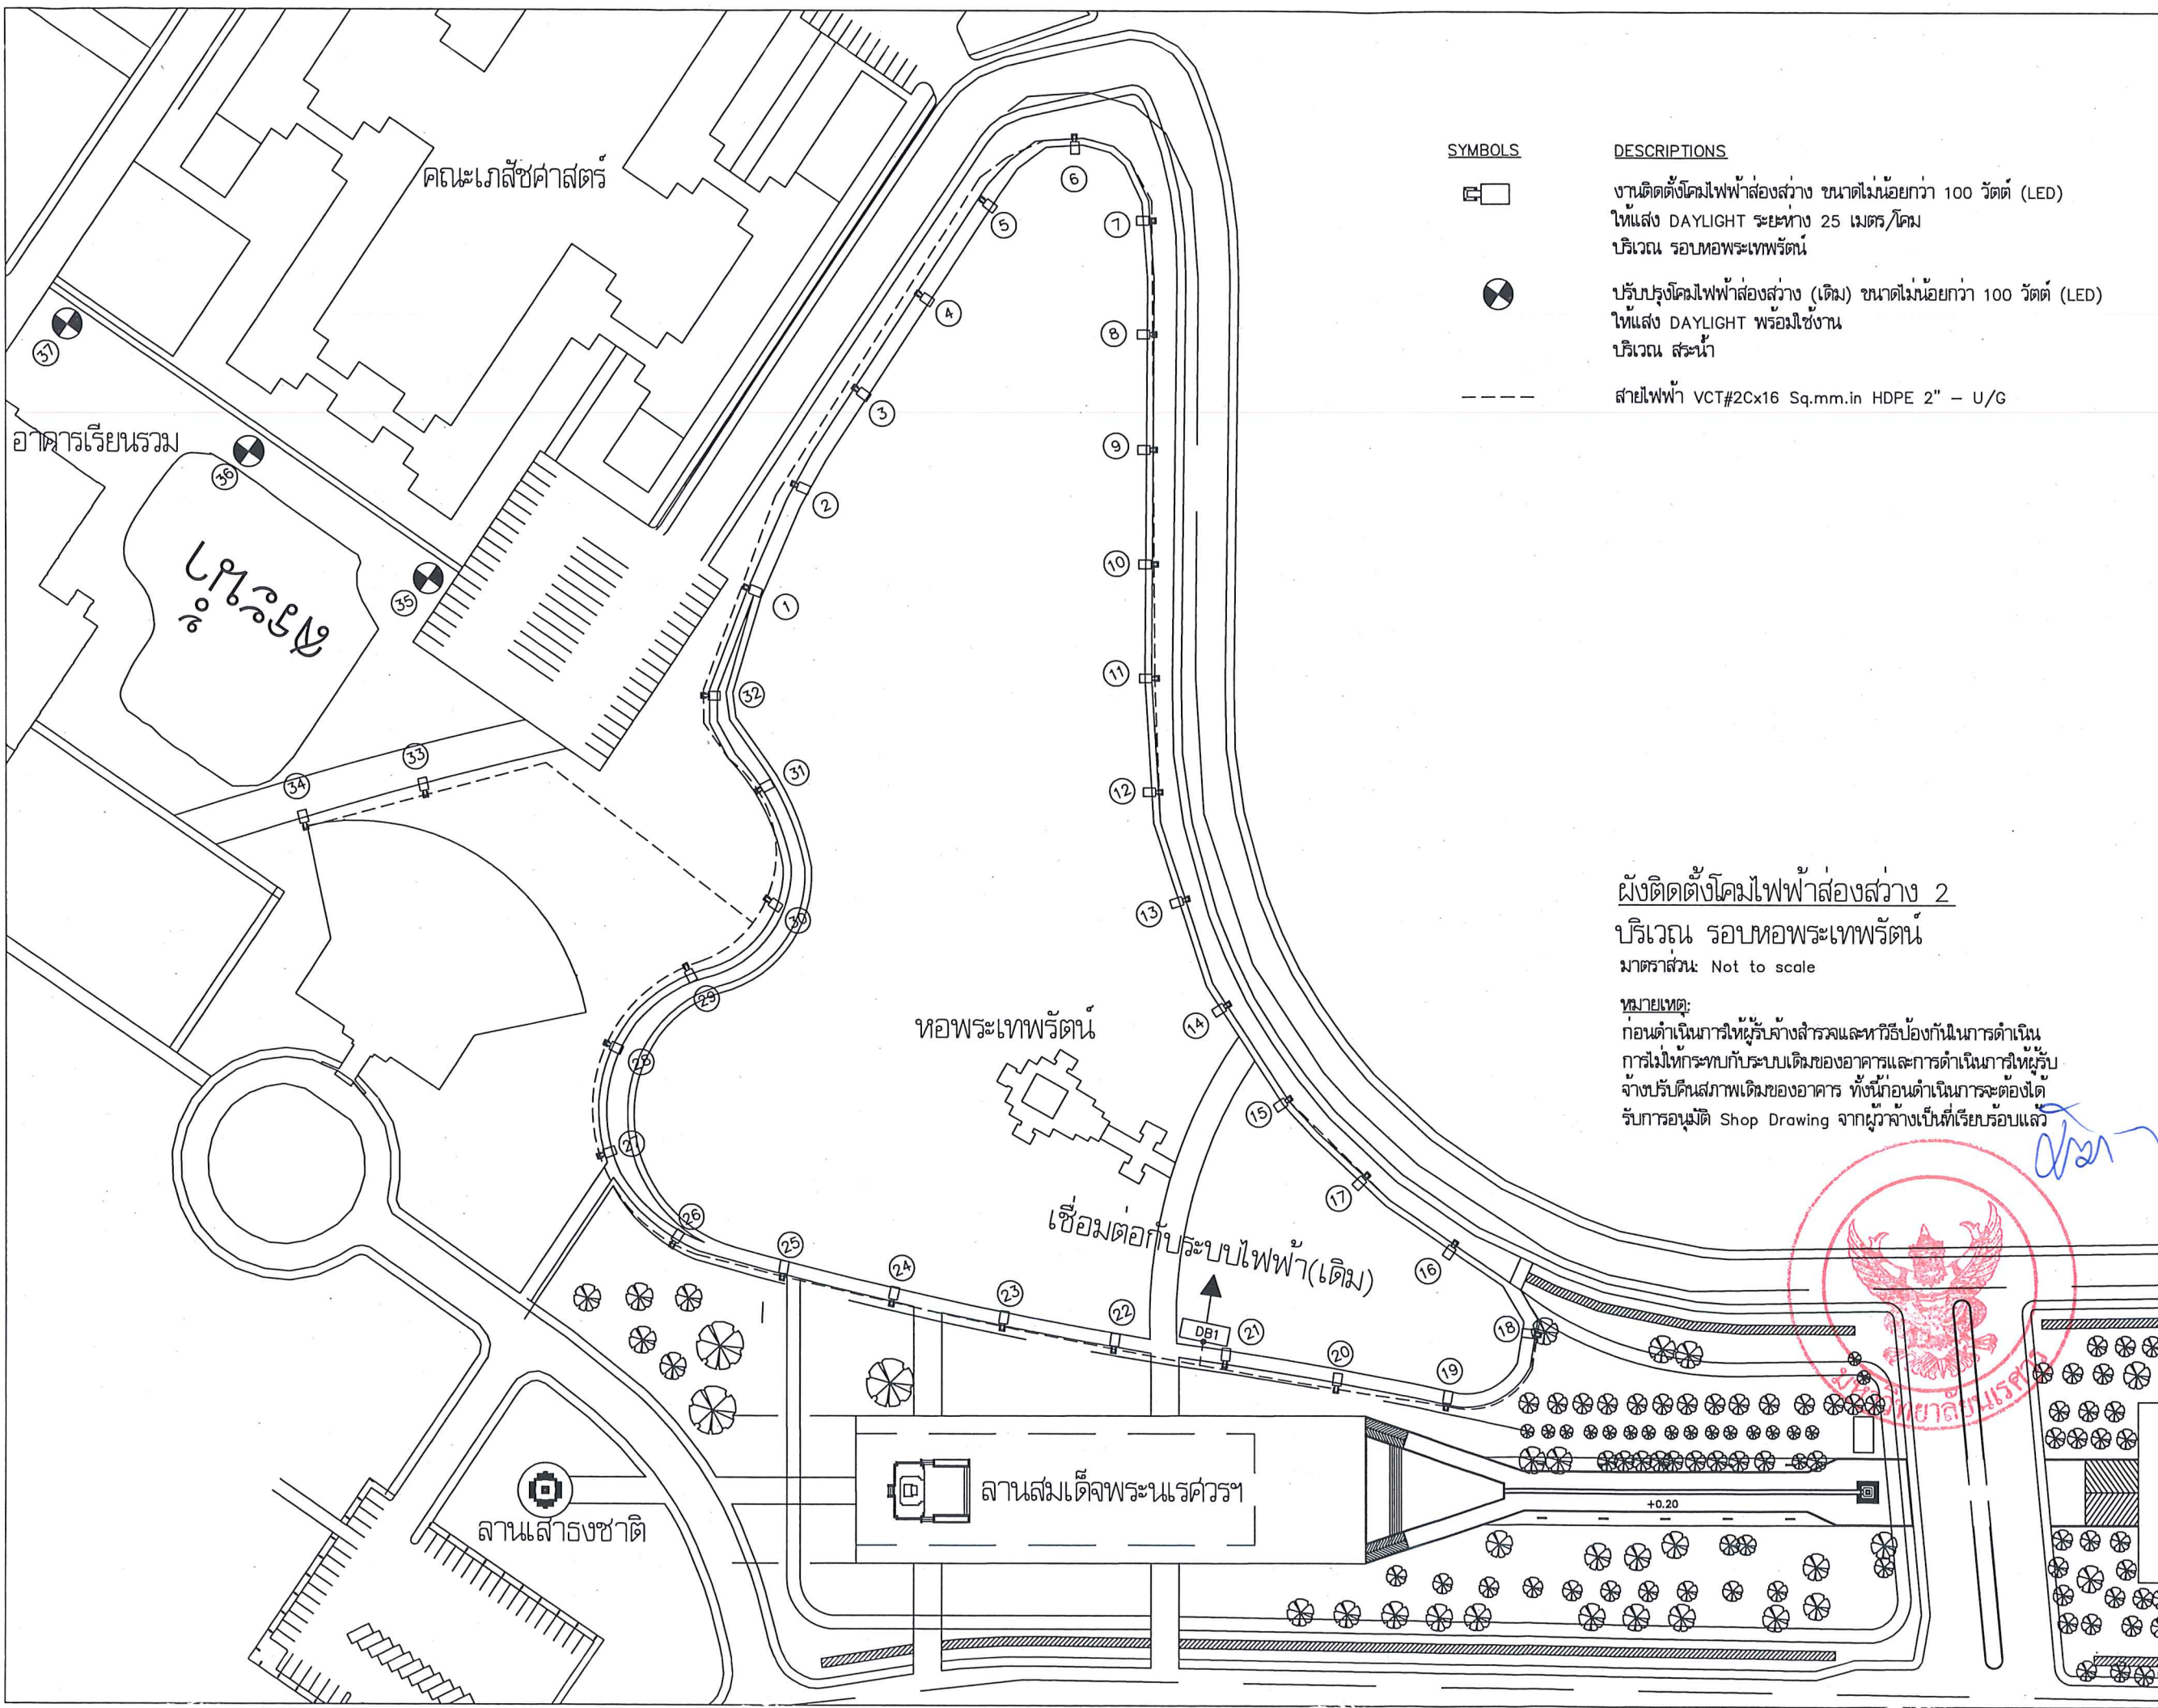 คณะเภสัชศาสตร์
SYMBOLS
DESCRIPTIONS
งานติดตั้งโคมไฟฟ้าส่องสว่าง ขนาดไม่น้อยกว่า 100 วัตต์ (LED)
ให้แสง DAYLIGHT ระยะห่าง 25 เมตร/โคม
บริเวณ รอบหอพระเทพรัตน์
ปรับปรุงโคมไฟฟ้าส่องสว่าง (เดิม) ขนาดไม่น้อยกว่า 100 วัตต์ (LED)
ให้แสง DAYLIGHT พร้อมใช้งาน
บริเวณ สระน้ำ
สายไฟฟ้า VCT#2Cx16 Sq.mm.in HDPE 2" – U/G
6
5
7
4
8
37
3
อาคารเรียนรวม
9
36
2
10
35
1
สระน้ำ
11
32
33
31
34
12
30
13
29
14
28
15
27
17
26
16
25
24
23
22
21
20
19
18
ผังติดตั้งโคมไฟฟ้าส่องสว่าง 2
บริเวณ รอบหอพระเทพรัตน์
มาตราส่วน: Not to scale
หมายเหตุ:
ก่อนดำเนินการให้ผู้รับจ้างสำรวจและหาวิธีป้องกันในการดำเนิน
การไม่ให้กระทบกับระบบเดิมของอาคารและการดำเนินการให้ผู้รับ
จ้างปรับคืนสภาพเดิมของอาคาร ทั้งนี้ก่อนดำเนินการจะต้องได้
รับการอนุมัติ Shop Drawing จากผู้ว่าจ้างเป็นที่เรียบร้อยแล้ว
หอพระเทพรัตน์
เชื่อมต่อกับระบบไฟฟ้า(เดิม)
DB1
มหาวิทยาลัยนเรศวร
ลานสมเด็จพระนเรศวรฯ
+0.20
ลานเสาธงชาติ